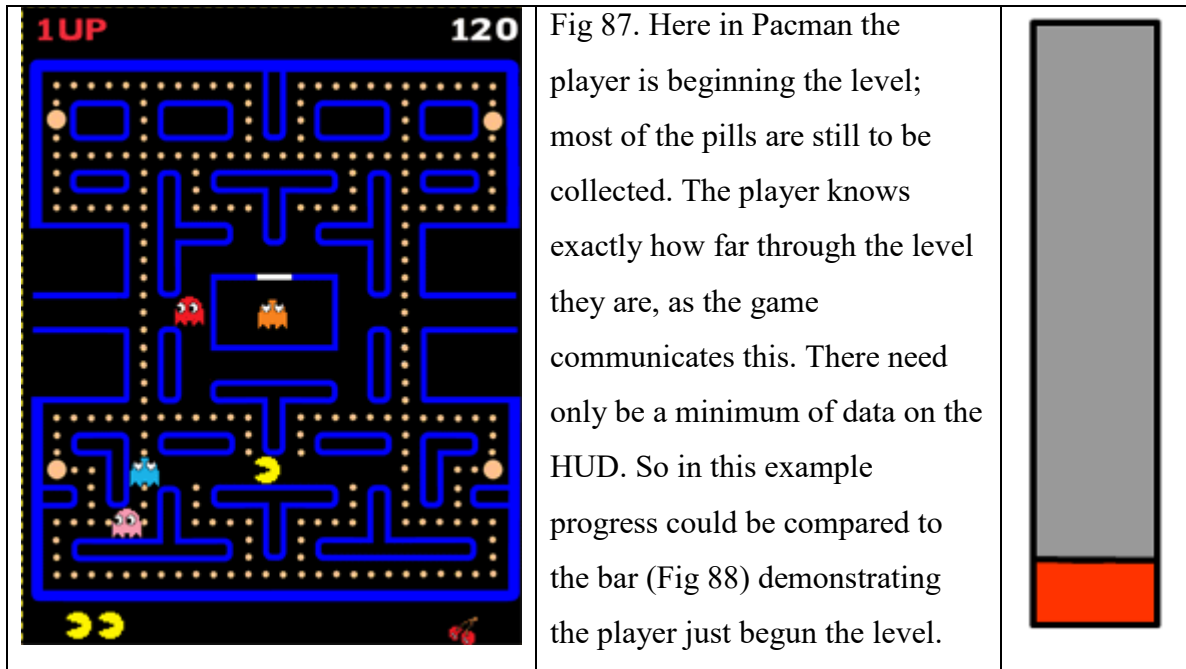 1UP
120
Fig 87. Here in Pacman the
player is beginning the level;
most of the pills are still to be
collected. The player knows
exactly how far through the level
they are, as the game
communicates this. There need
only be a minimum of data on the
HUD. So in this example
progress could be compared to
the bar (Fig 88) demonstrating
the player just begun the level.